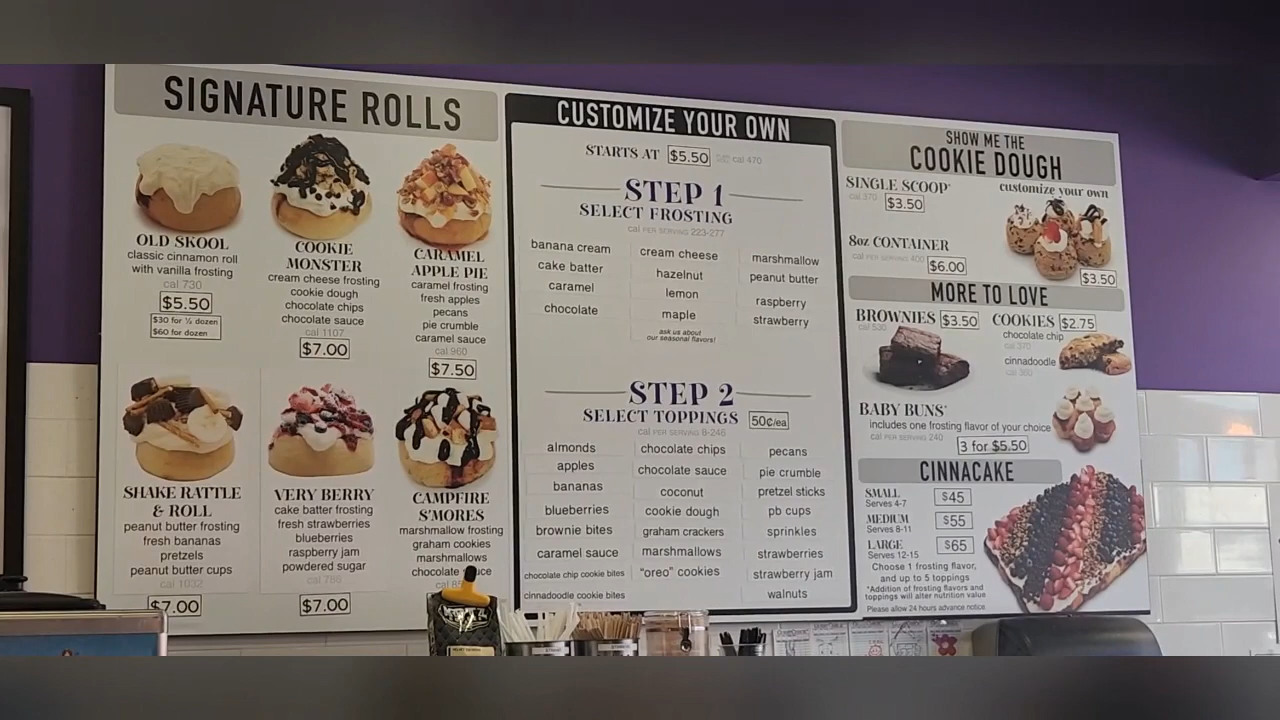 SIGNATURE ROLLS
OLD SKOOL
classic cinnamon roll
with vanilla frosting
cal 730
$5.50
$30 for ½ dozen
$60 for dozen
COOKIE
MONSTER
cream cheese frosting
cookie dough
chocolate chips
chocolate sauce
cal 1107
$7.00
CARAMEL
APPLE PIE
caramel frosting
fresh apples
pecans
pie crumble
caramel sauce
cal 960
$7.50
SHAKE RATTLE
& ROLL
peanut butter frosting
fresh bananas
pretzels
peanut butter cups
cal 1032
$7.00
VERY BERRY
cake batter frosting
fresh strawberries
blueberries
raspberry jam
powdered sugar
cal 786
$7.00
CAMPFIRE
S'MORES
marshmallow frosting
graham cookies
marshmallows
chocolate
CUSTOMIZE YOUR OWN
STARTS AT $5.50 cal 470
STEP 1
SELECT FROSTING
cal PER SERVING 223-277
banana cream
cake batter
caramel
chocolate
cream cheese
hazelnut
lemon
maple
ask us about
our seasonal flavors!
marshmallow
peanut butter
raspberry
strawberry
STEP 2
SELECT TOPPINGS 50¢/ea
cal PER SERVING 8-246
almonds
apples
bananas
blueberries
brownie bites
caramel sauce
chocolate chip cookie bites
cinnadoodle cookie bites
chocolate chips
chocolate sauce
coconut
cookie dough
graham crackers
marshmallows
"oreo" cookies
pecans
pie crumble
pretzel sticks
pb cups
sprinkles
strawberries
strawberry jam
walnuts
SHOW ME THE
COOKIE DOUGH
SINGLE SCOOP*
cal 370 $3.50
customize your own
$3.50
8oz CONTAINER
cal PER SERVING 400 $6.00
MORE TO LOVE
BROWNIES $3.50
cal 530
COOKIES $2.75
chocolate chip
cal 370
cinnadoodle
cal 360
BABY BUNS*
includes one frosting flavor of your choice
cal PER SERVING 240
3 for $5.50
CINNACAKE
SMALL $45
Serves 4-7
MEDIUM $55
Serves 8-11
LARGE $65
Serves 12-15
Choose 1 frosting flavor,
and up to 5 toppings
*Addition of frosting flavors and
toppings will alter nutrition value
Please allow 24 hours advance notice